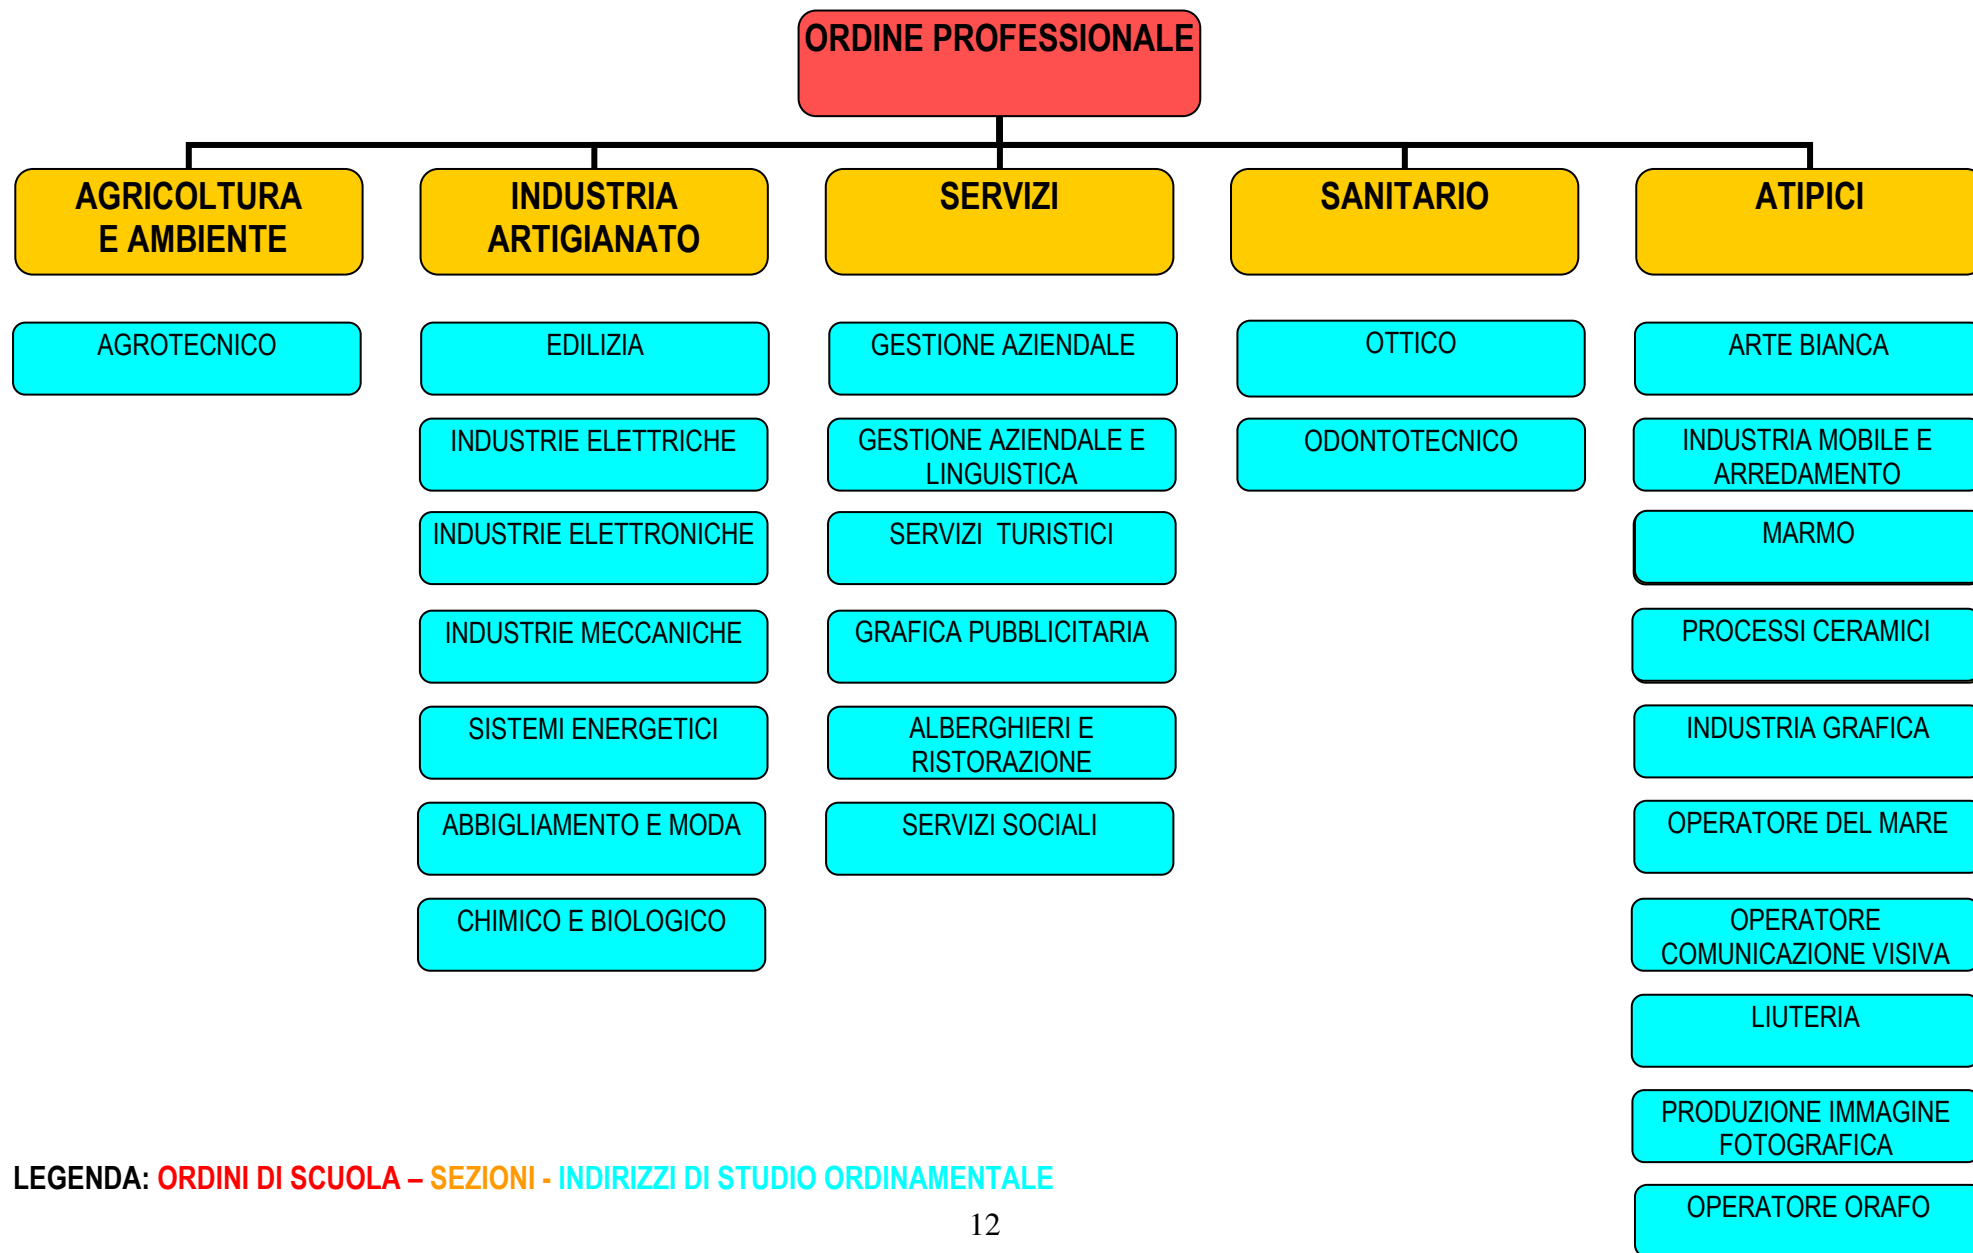 ORDINE PROFESSIONALE
AGRICOLTURA
E AMBIENTE
INDUSTRIA
ARTIGIANATO
SERVIZI
SANITARIO
ATIPICI
AGROTECNICO
EDILIZIA
INDUSTRIE ELETTRICHE
INDUSTRIE ELETTRONICHE
INDUSTRIE MECCANICHE
SISTEMI ENERGETICI
ABBIGLIAMENTO E MODA
CHIMICO E BIOLOGICO
GESTIONE AZIENDALE
GESTIONE AZIENDALE E
LINGUISTICA
SERVIZI TURISTICI
GRAFICA PUBBLICITARIA
ALBERGHIERI E
RISTORAZIONE
SERVIZI SOCIALI
OTTICO
ODONTOTECNICO
ARTE BIANCA
INDUSTRIA MOBILE E
ARREDAMENTO
MARMO
PROCESSI CERAMICI
INDUSTRIA GRAFICA
OPERATORE DEL MARE
OPERATORE
COMUNICAZIONE VISIVA
LIUTERIA
PRODUZIONE IMMAGINE
FOTOGRAFICA
OPERATORE ORAFO
LEGENDA: ORDINI DI SCUOLA – SEZIONI - INDIRIZZI DI STUDIO ORDINAMENTALE
12